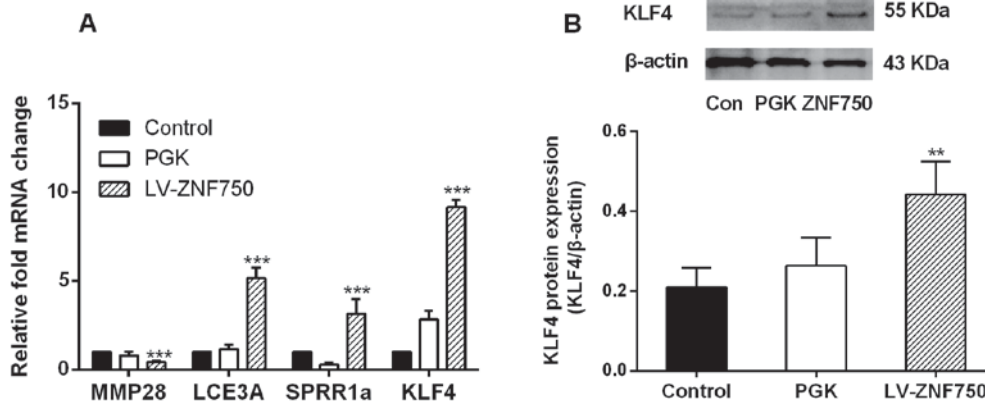 A
Relative fold mRNA change
15
10
5
0
Control
PGK
LV-ZNF750
***
***
***
***
MMP28 LCE3A SPRR1a KLF4
B
KLF4 55 KDa
β-actin 43 KDa
Con PGK ZNF750
KLF4 protein expression
(KLF4/β-actin)
0.6
0.4
0.2
0.0
**
Control PGK LV-ZNF750